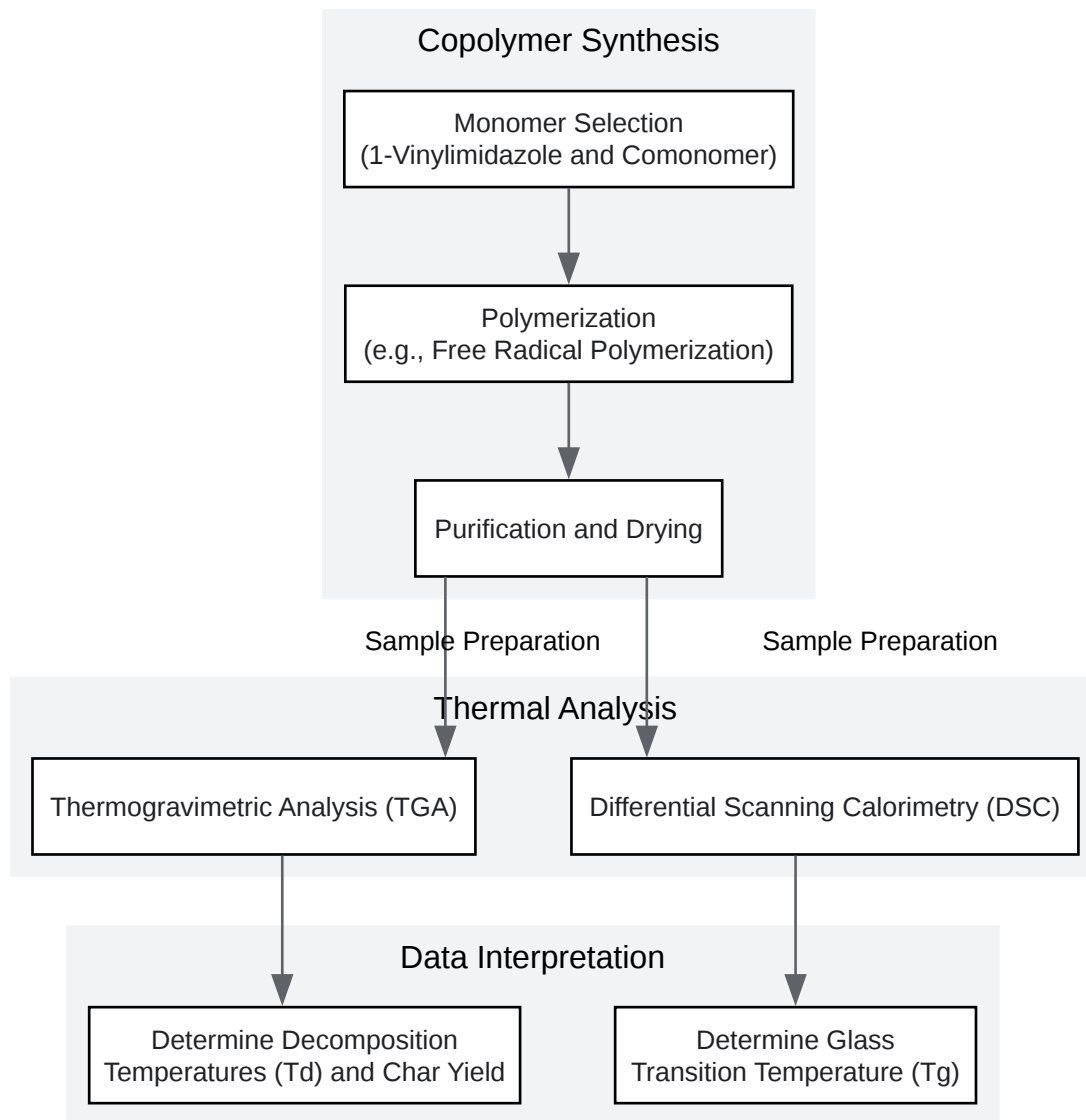 Copolymer Synthesis
Monomer Selection
(1-Vinylimidazole and Comonomer)
Polymerization
(e.g., Free Radical Polymerization)
Purification and Drying
Sample Preparation
Sample Preparation
Thermal Analysis
Thermogravimetric Analysis (TGA)
Differential Scanning Calorimetry (DSC)
Data Interpretation
Determine Decomposition
Temperatures (Td) and Char Yield
Determine Glass
Transition Temperature (Tg)